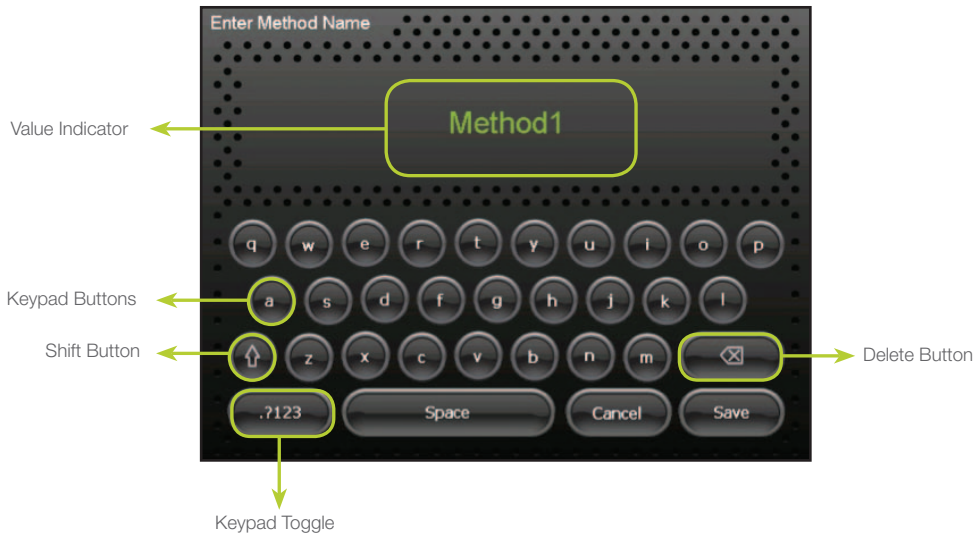 Enter Method Name
Value Indicator
Method1
q w e r t y u i o p
Keypad Buttons
a s d f g h j k l
Shift Button
z x c v b n m
Delete Button
.?123 Space Cancel Save
Keypad Toggle